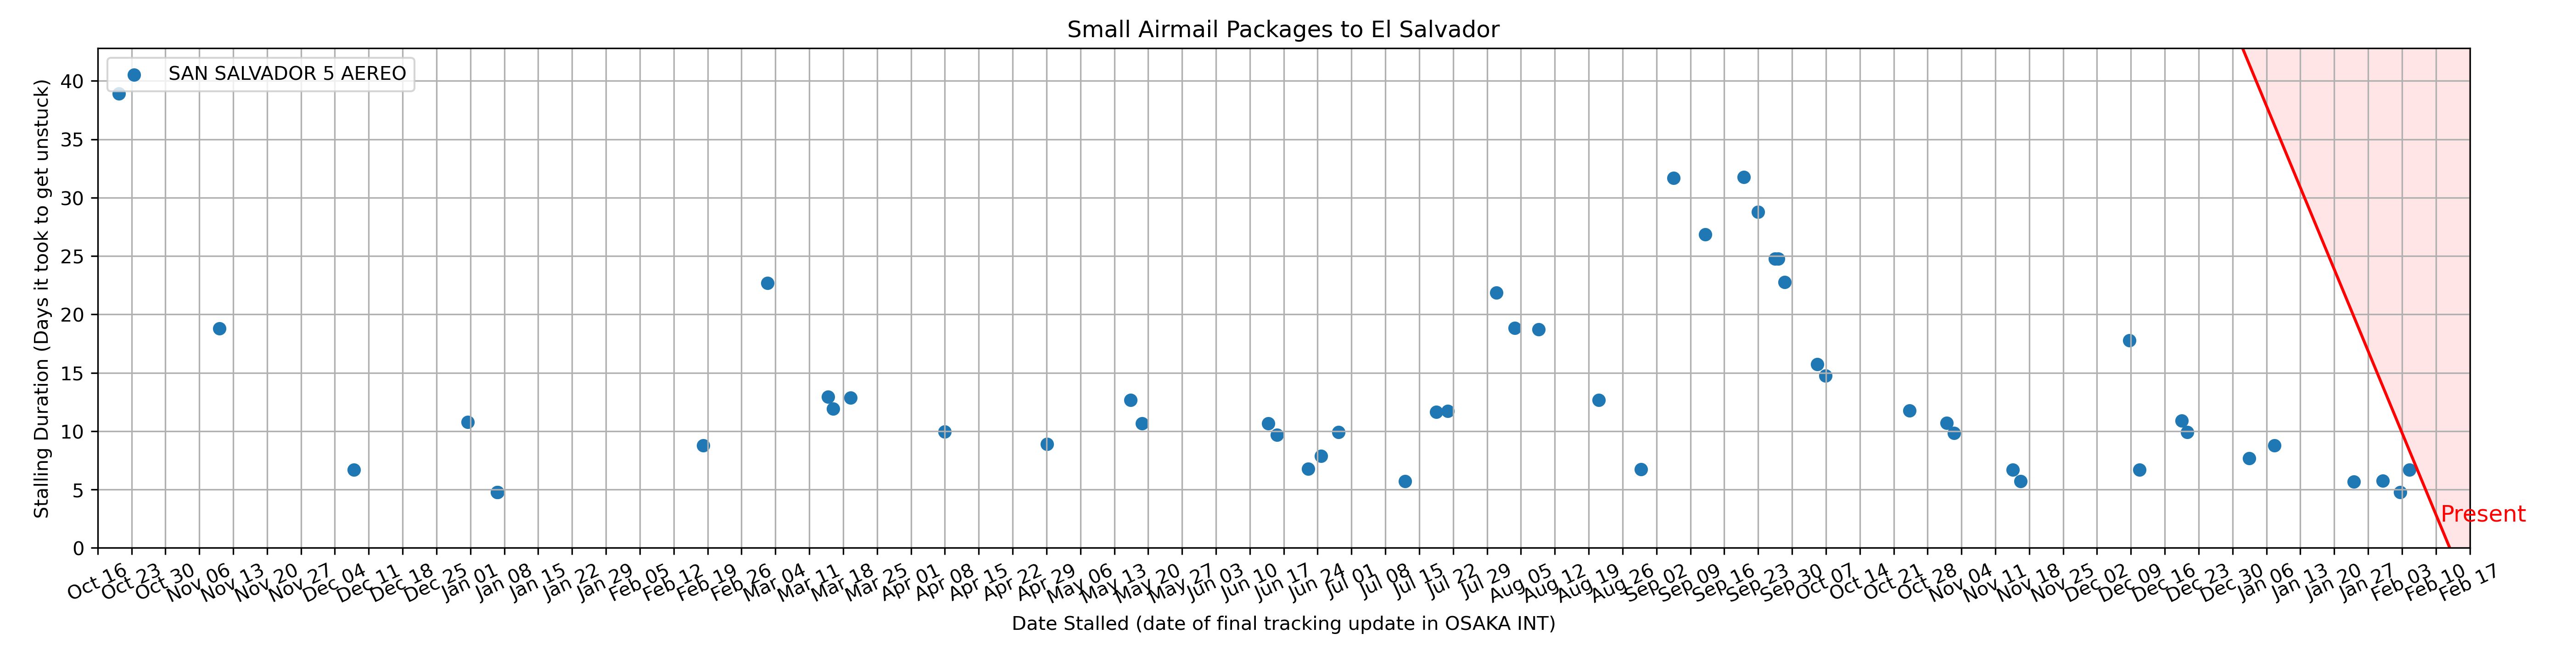 Small Airmail Packages to El Salvador
SAN SALVADOR 5 AEREO
Stalling Duration (Days it took to get unstuck)
40
35
30
25
20
15
10
5
0
Present
Oct 16 Oct 23 Oct 30 Nov 06 Nov 13 Nov 20 Nov 27 Dec 04 Dec 11 Dec 18 Dec 25 Jan 01 Jan 08 Jan 15 Jan 22 Jan 29 Feb 05 Feb 12 Feb 19 Feb 26 Mar 04 Mar 11 Mar 18 Mar 25 Apr 01 Apr 08 Apr 15 Apr 22 Apr 29 May 06 May 13 May 20 May 27 Jun 03 Jun 10 Jun 17 Jun 24 Jul 01 Jul 08 Jul 15 Jul 22 Jul 29 Aug 05 Aug 12 Aug 19 Aug 26 Sep 02 Sep 09 Sep 16 Sep 23 Sep 30 Oct 07 Oct 14 Oct 21 Oct 28 Nov 04 Nov 11 Nov 18 Nov 25 Dec 02 Dec 09 Dec 16 Dec 23 Dec 30 Jan 06 Jan 13 Jan 20 Jan 27 Feb 03 Feb 10 Feb 17
Date Stalled (date of final tracking update in OSAKA INT)